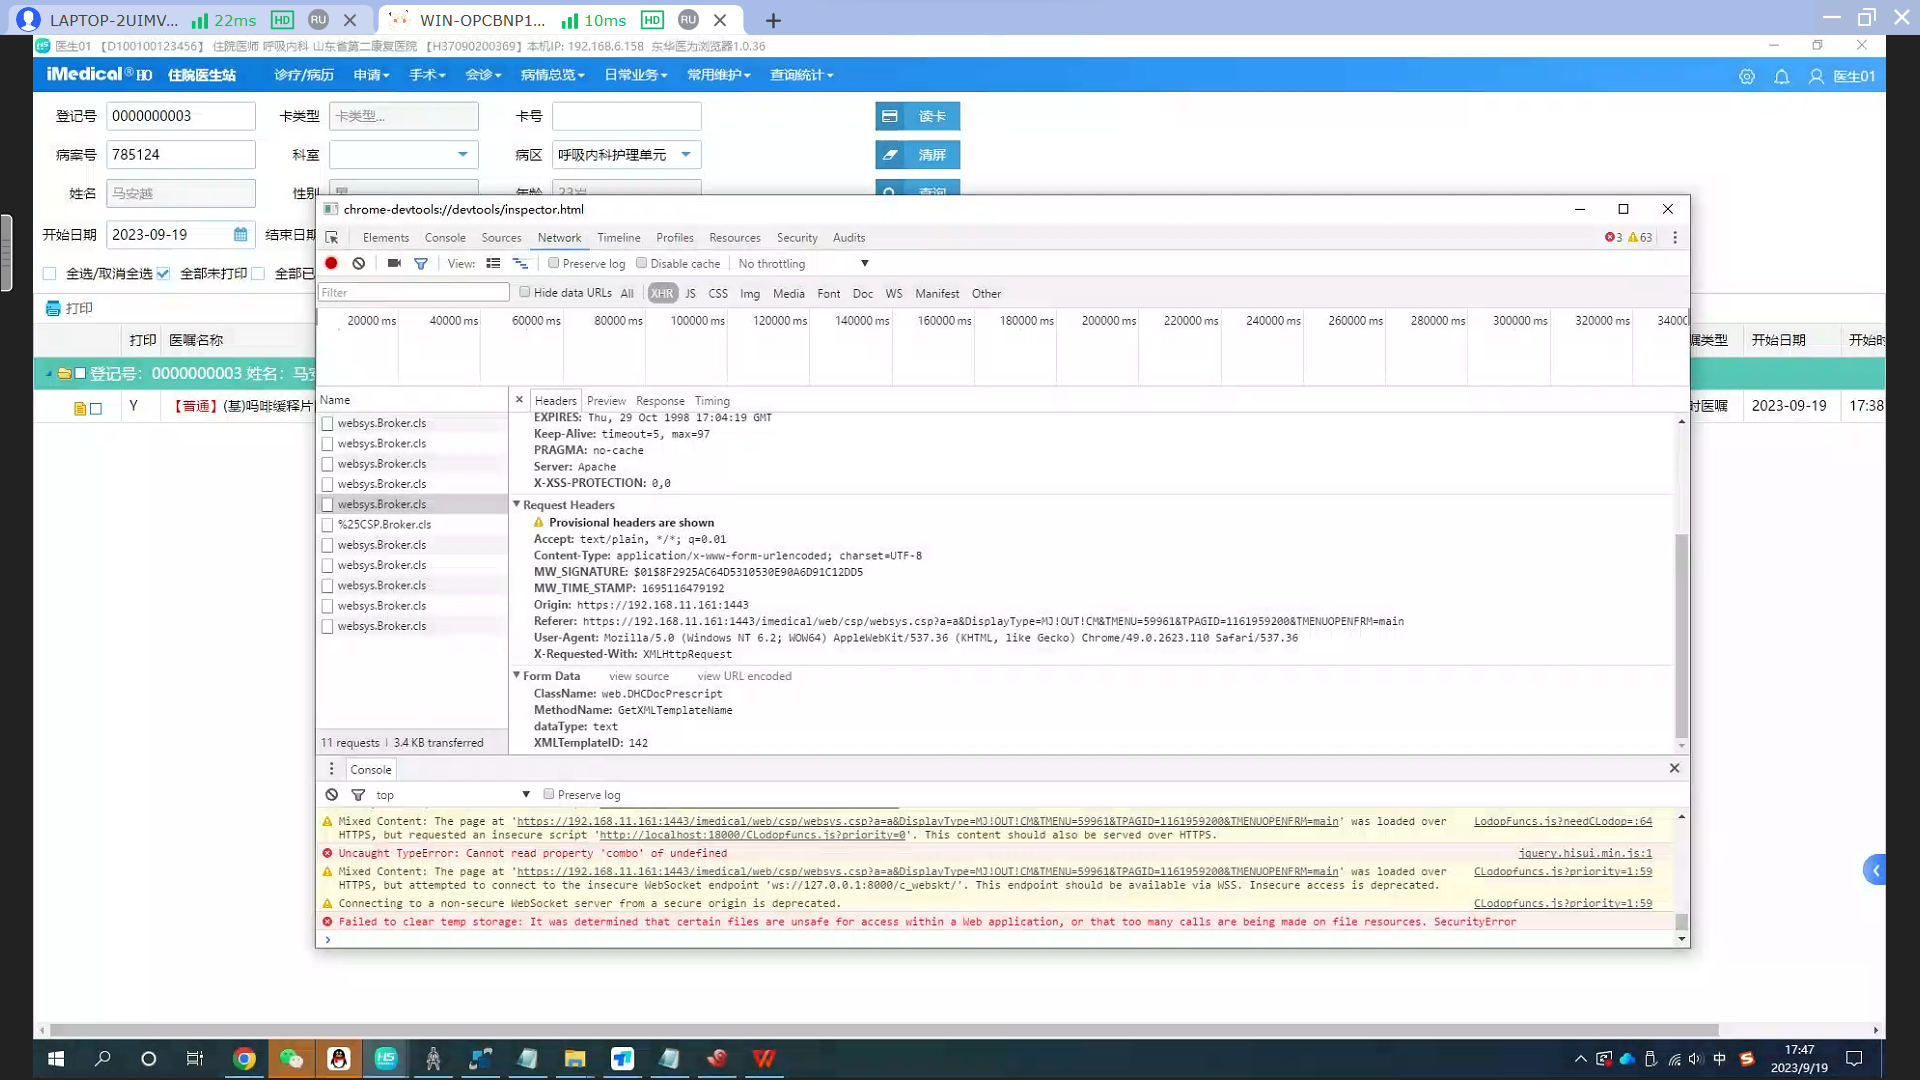 LAPTOP-2UIMV... 22ms HD RU WIN-OPCBNP1... 10ms HD RU
医生01 【D100100123456】 住院医师 呼吸内科 山东省第二康复医院 【H37090200369】本机IP: 192.168.6.158 东华医为浏览器1.0.36
iMedical®HO 住院医生站 诊疗/病历 申请 手术 会诊 病情总览 日常业务 常用维护 查询统计 医生01
登记号 0000000003 卡类型 卡类型... 卡号 读卡
病案号 785124 科室 病区 呼吸内科护理单元 清屏
姓名 马安越 性别 男 年龄 23岁 查询
chrome-devtools://devtools/inspector.html
开始日期 2023-09-19 结束日期
Elements Console Sources Network Timeline Profiles Resources Security Audits 3 63
View: Preserve log Disable cache No throttling
全选/取消全选 全部未打印 全部已
Filter Hide data URLs All XHR JS CSS Img Media Font Doc WS Manifest Other
打印
20000 ms 40000 ms 60000 ms 80000 ms 100000 ms 120000 ms 140000 ms 160000 ms 180000 ms 200000 ms 220000 ms 240000 ms 260000 ms 280000 ms 300000 ms 320000 ms 34000
打印 医嘱名称 嘱类型 开始日期 开始时
登记号: 0000000003 姓名: 马安
Y 【普通】(基)吗啡缓释片 时医嘱 2023-09-19 17:38
Name Headers Preview Response Timing
websys.Broker.cls
websys.Broker.cls
websys.Broker.cls
websys.Broker.cls
websys.Broker.cls
%25CSP.Broker.cls
websys.Broker.cls
websys.Broker.cls
websys.Broker.cls
websys.Broker.cls
websys.Broker.cls
11 requests | 3.4 KB transferred
EXPIRES: Thu, 29 Oct 1998 17:04:19 GMT
Keep-Alive: timeout=5, max=97
PRAGMA: no-cache
Server: Apache
X-XSS-PROTECTION: 0,0
Request Headers
Provisional headers are shown
Accept: text/plain, */*; q=0.01
Content-Type: application/x-www-form-urlencoded; charset=UTF-8
MW_SIGNATURE: $01$8F2925AC64D5310530E90A6D91C12DD5
MW_TIME_STAMP: 1695116479192
Origin: https://192.168.11.161:1443
Referer: https://192.168.11.161:1443/imedical/web/csp/websys.csp?a=a&DisplayType=MJ!OUT!CM&TMENU=59961&TPAGID=1161959200&TMENUOPENFRM=main
User-Agent: Mozilla/5.0 (Windows NT 6.2; WOW64) AppleWebKit/537.36 (KHTML, like Gecko) Chrome/49.0.2623.110 Safari/537.36
X-Requested-With: XMLHttpRequest
Form Data view source view URL encoded
ClassName: web.DHCDocPrescript
MethodName: GetXMLTemplateName
dataType: text
XMLTemplateID: 142
Console
top Preserve log
Mixed Content: The page at 'https://192.168.11.161:1443/imedical/web/csp/websys.csp?a=a&DisplayType=MJ!OUT!CM&TMENU=59961&TPAGID=1161959200&TMENUOPENFRM=main' was loaded over LodopFuncs.js?needCLodop=:64
HTTPS, but requested an insecure script 'http://localhost:18000/CLodopfuncs.js?priority=0'. This content should also be served over HTTPS.
Uncaught TypeError: Cannot read property 'combo' of undefined jquery.hisui.min.js:1
Mixed Content: The page at 'https://192.168.11.161:1443/imedical/web/csp/websys.csp?a=a&DisplayType=MJ!OUT!CM&TMENU=59961&TPAGID=1161959200&TMENUOPENFRM=main' was loaded over CLodopfuncs.js?priority=1:59
HTTPS, but attempted to connect to the insecure WebSocket endpoint 'ws://127.0.0.1:8000/c_webskt/'. This endpoint should be available via WSS. Insecure access is deprecated.
Connecting to a non-secure WebSocket server from a secure origin is deprecated. CLodopfuncs.js?priority=1:59
Failed to clear temp storage: It was determined that certain files are unsafe for access within a Web application, or that too many calls are being made on file resources. SecurityError
中 17:47
2023/9/19